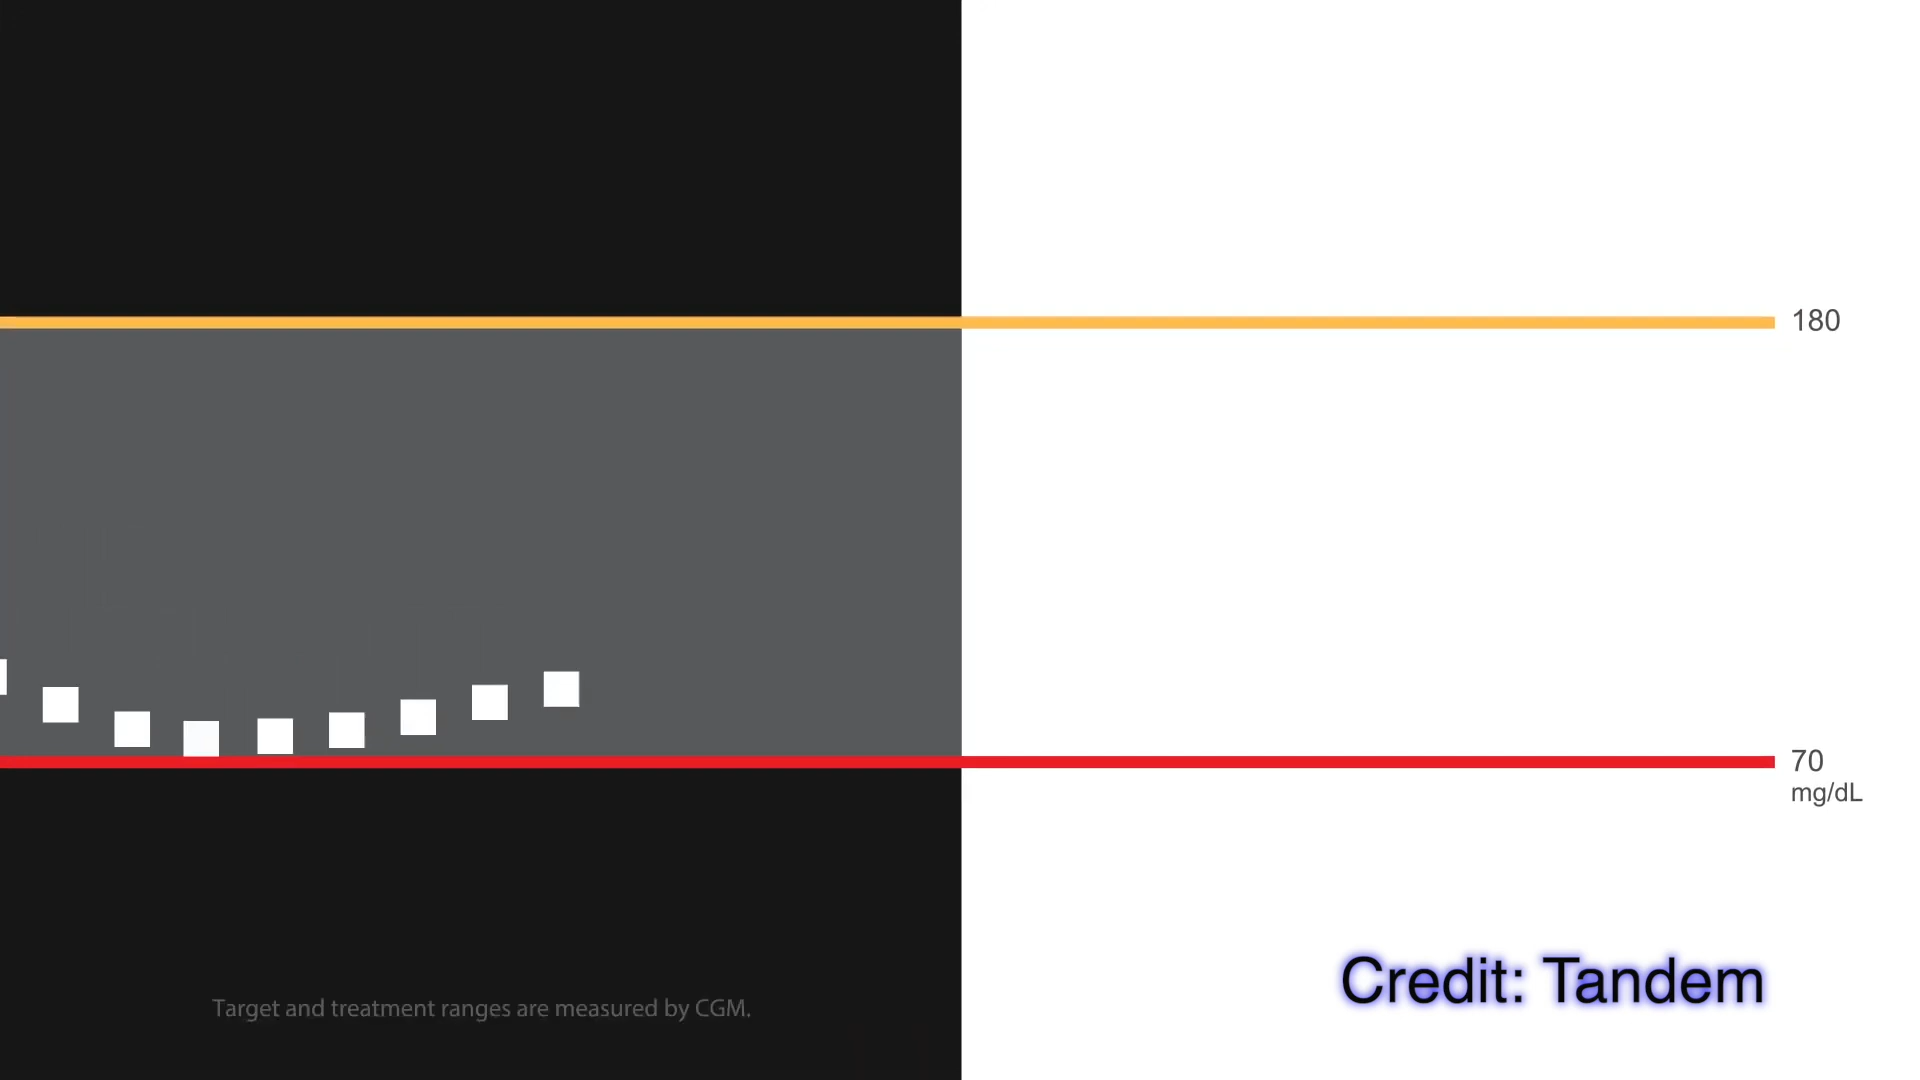 180
70
mg/dL
Credit: Tandem
Target and treatment ranges are measured by CGM.